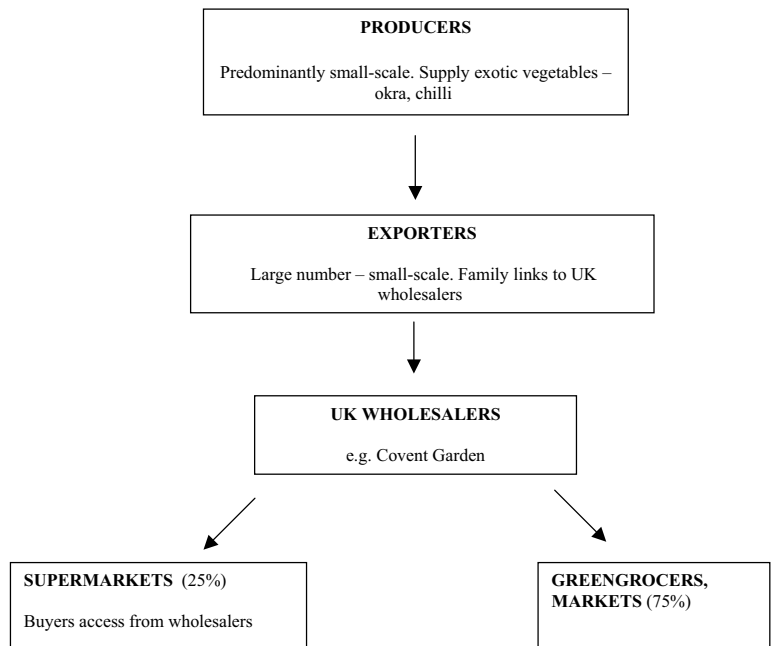 PRODUCERS
Predominantly small-scale. Supply exotic vegetables –
okra, chilli
EXPORTERS
Large number – small-scale. Family links to UK
wholesalers
UK WHOLESALERS
e.g. Covent Garden
SUPERMARKETS (25%)
Buyers access from wholesalers
GREENGROCERS,
MARKETS (75%)